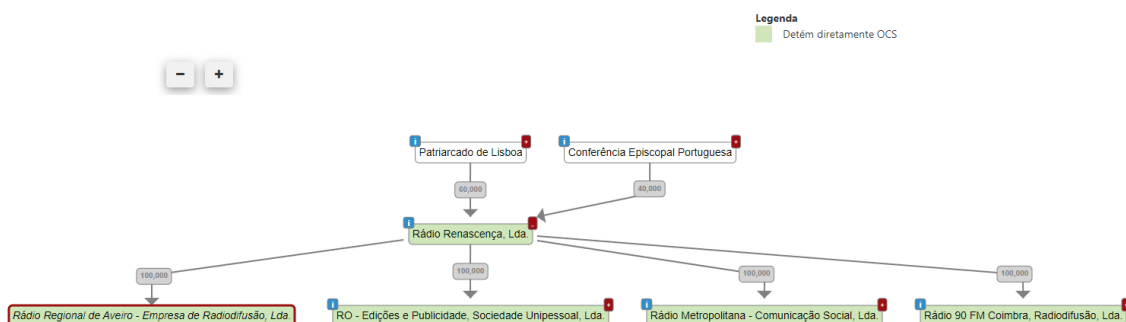 Legenda
Detém diretamente OCS
- +
i +
Patriarcado de Lisboa
i +
Conferência Episcopal Portuguesa
60,000
40,000
i -
Rádio Renascença, Lda.
100,000
100,000
100,000
100,000
Rádio Regional de Aveiro - Empresa de Radiodifusão, Lda.
i +
RO - Edições e Publicidade, Sociedade Unipessoal, Lda.
i +
Rádio Metropolitana - Comunicação Social, Lda.
i +
Rádio 90 FM Coimbra, Radiodifusão, Lda.